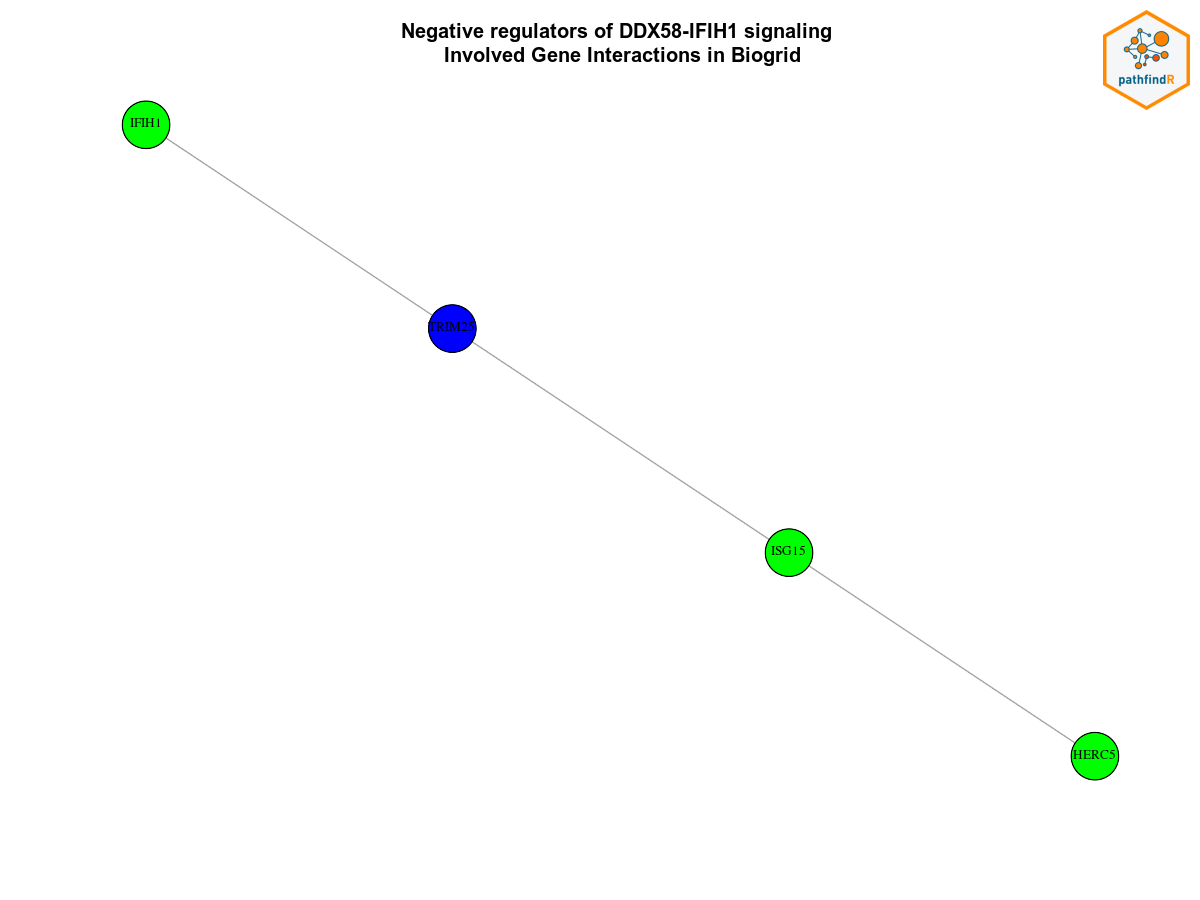 Negative regulators of DDX58-IFIH1 signaling
Involved Gene Interactions in Biogrid
pathfindR
IFIH1
TRIM25
ISG15
HERC5